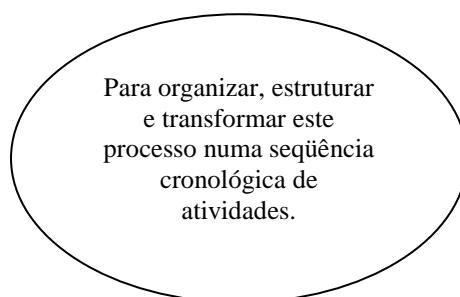 Para organizar, estruturar
e transformar este
processo numa seqüência
cronológica de
atividades.